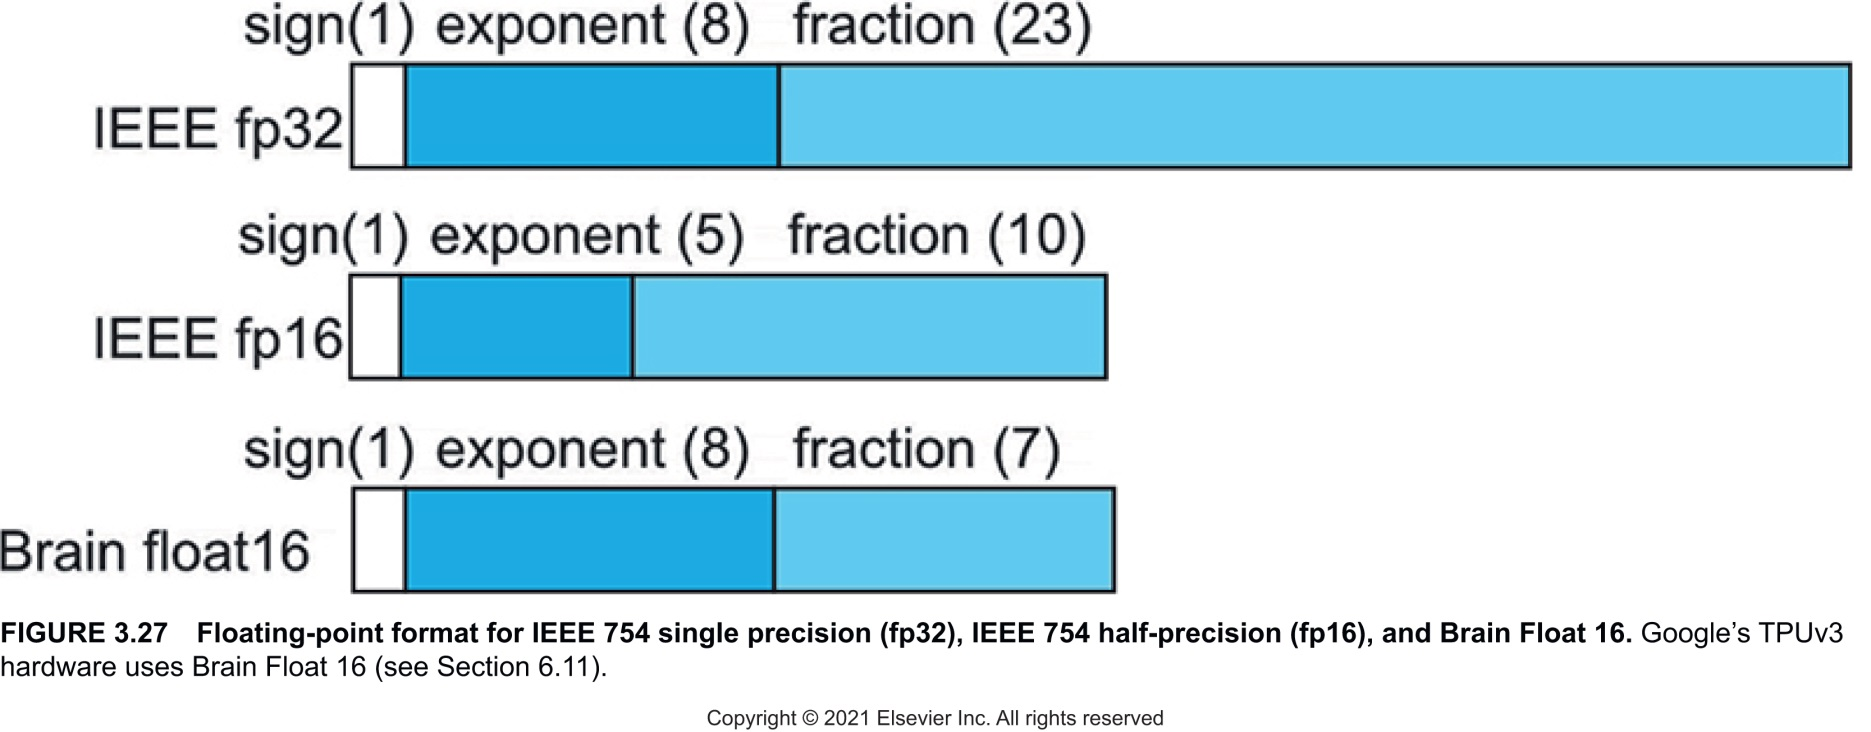 sign(1) exponent (8) fraction (23)
IEEE fp32
sign(1) exponent (5) fraction (10)
IEEE fp16
sign(1) exponent (8) fraction (7)
Brain float16
FIGURE 3.27 Floating-point format for IEEE 754 single precision (fp32), IEEE 754 half-precision (fp16), and Brain Float 16. Google’s TPUv3
hardware uses Brain Float 16 (see Section 6.11).
Copyright © 2021 Elsevier Inc. All rights reserved